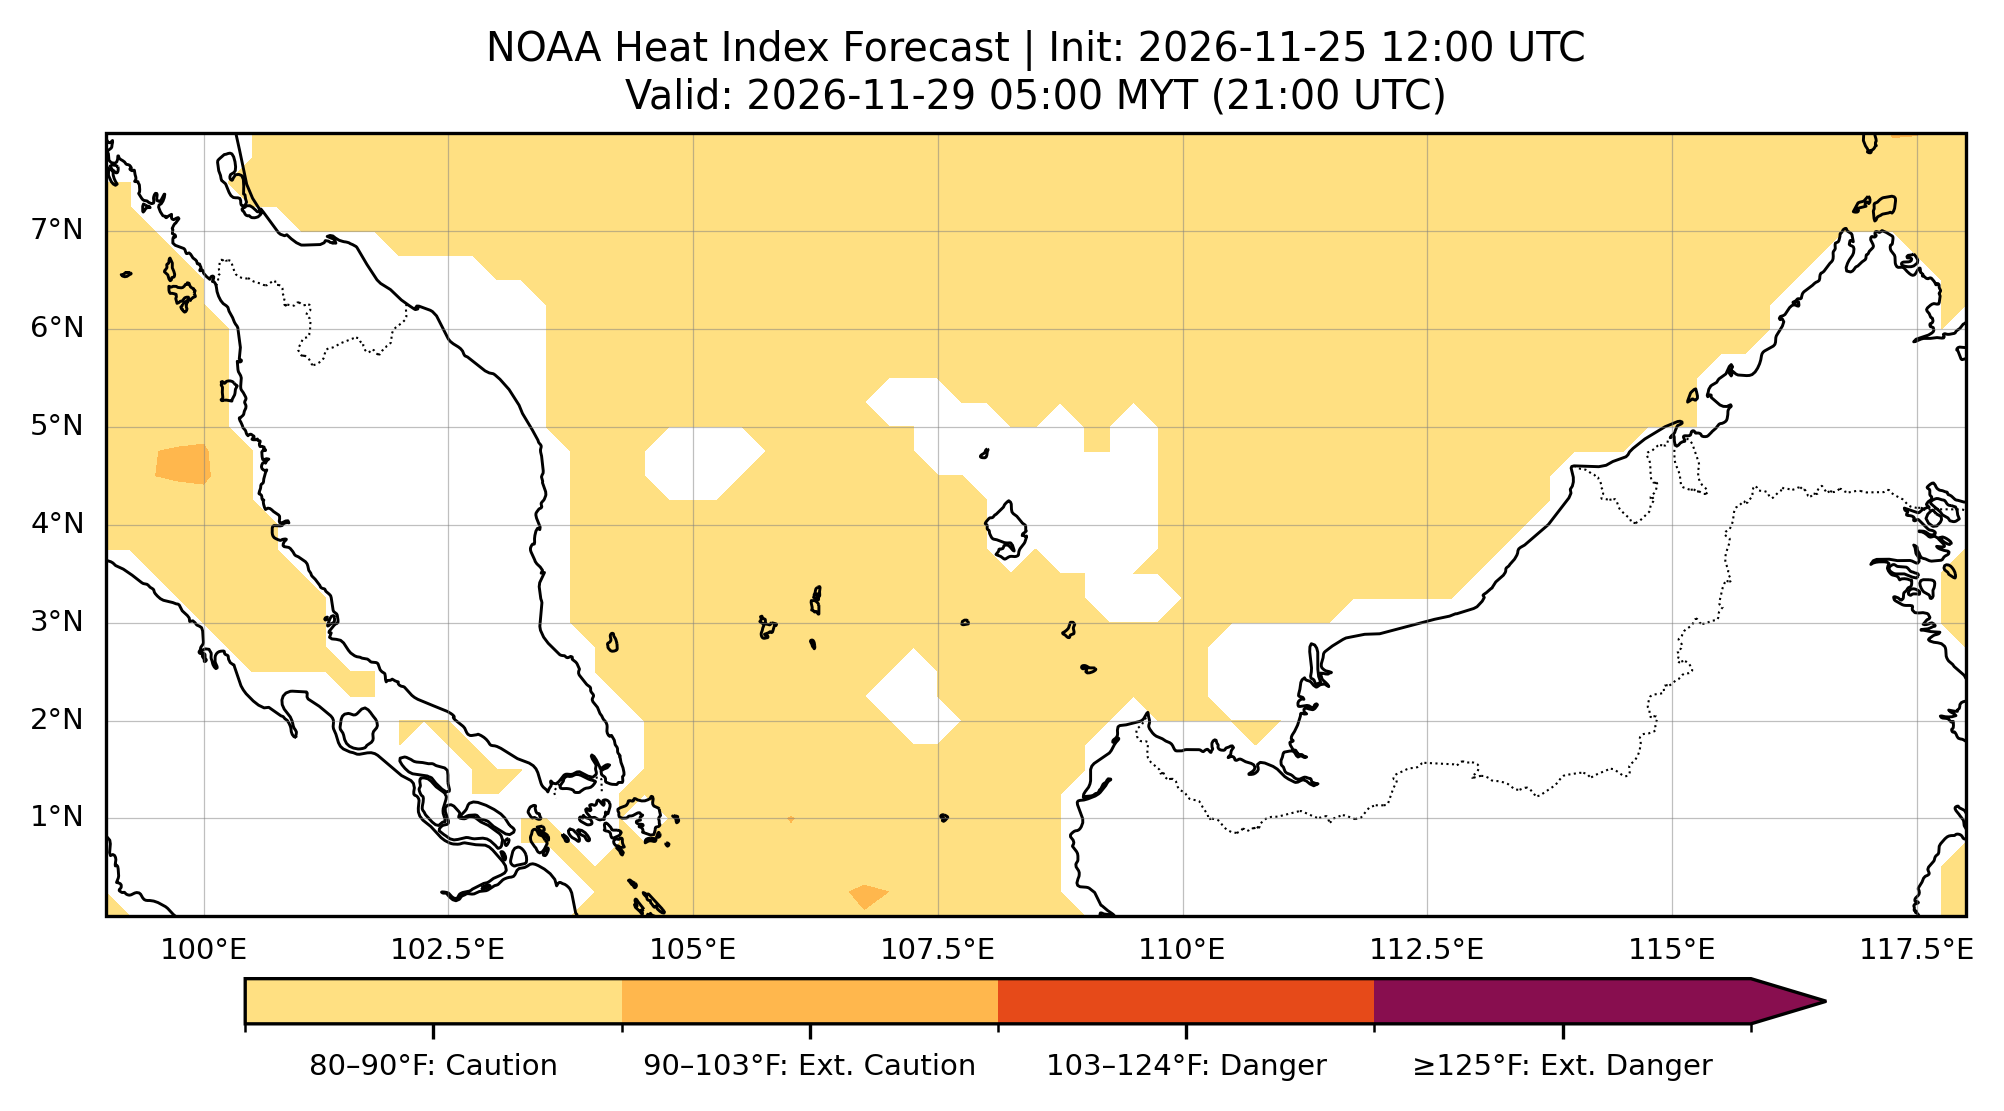 NOAA Heat Index Forecast | Init: 2026-11-25 12:00 UTC
Valid: 2026-11-29 05:00 MYT (21:00 UTC)
7°N
6°N
5°N
4°N
3°N
2°N
1°N
100°E 102.5°E 105°E 107.5°E 110°E 112.5°E 115°E 117.5°E
80–90°F: Caution 90–103°F: Ext. Caution 103–124°F: Danger ≥125°F: Ext. Danger